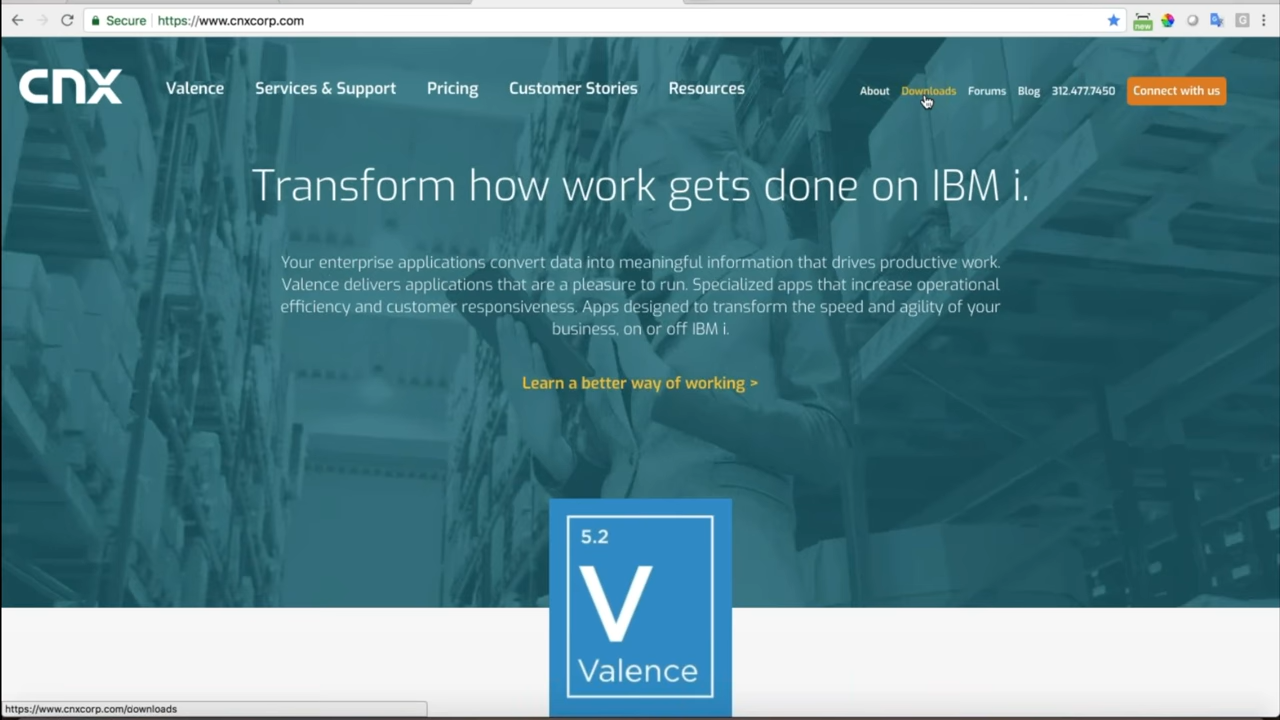 Secure https://www.cnxcorp.com
new
G
CNX
Valence Services & Support Pricing Customer Stories Resources
About Downloads Forums Blog 312.477.7450 Connect with us
Transform how work gets done on IBM i.
Your enterprise applications convert data into meaningful information that drives productive work.
Valence delivers applications that are a pleasure to run. Specialized apps that increase operational
efficiency and customer responsiveness. Apps designed to transform the speed and agility of your
business, on or off IBM i.
Learn a better way of working >
5.2
V
Valence
https://www.cnxcorp.com/downloads